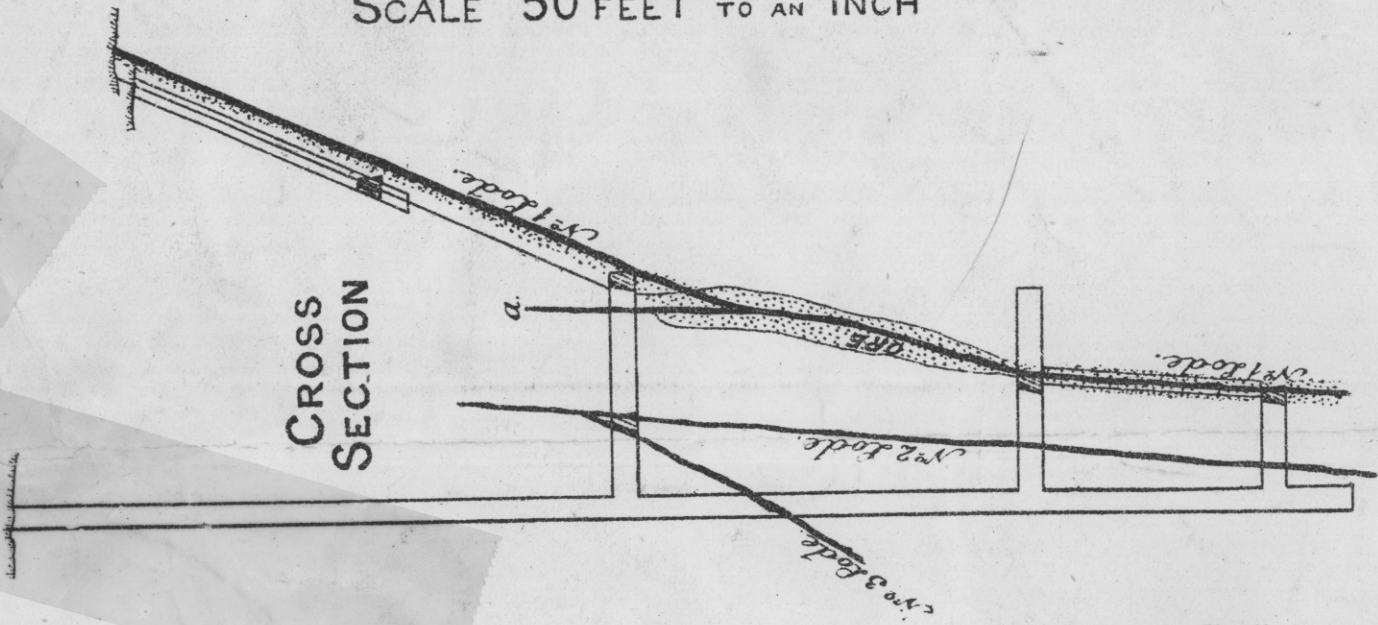 SCALE 50 FEET TO AN INCH
CROSS
SECTION
No 1 Lode.
a.
ORE
No 1 Lode.
No 2 Lode.
No 3 Lode